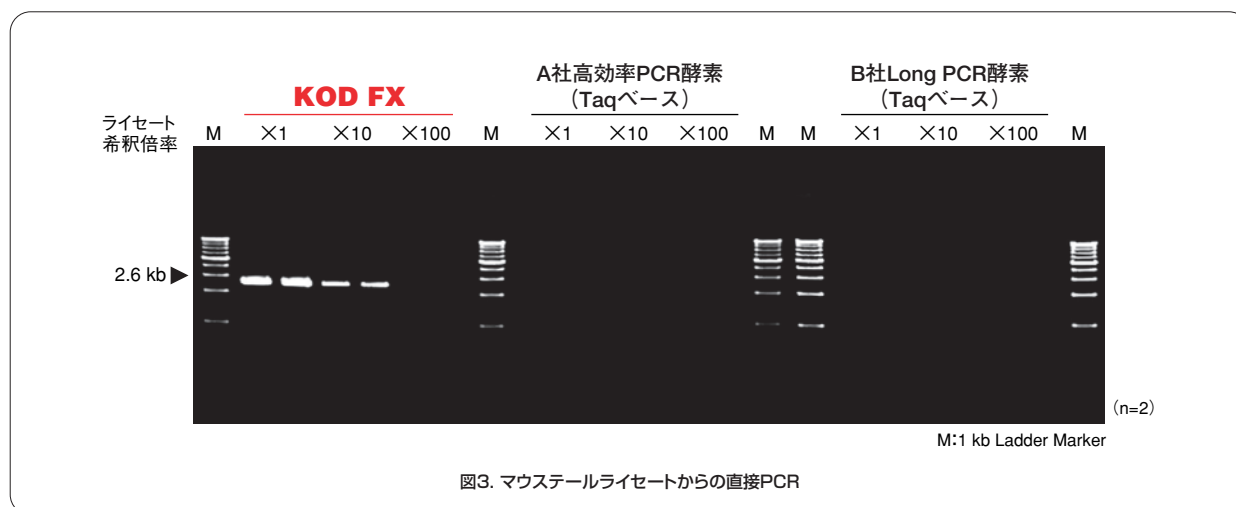 KOD FX
A社高効率PCR酵素
(Taqベース)
B社Long PCR酵素
(Taqベース)
ライセート
希釈倍率
M ×1 ×10 ×100 M ×1 ×10 ×100 M M ×1 ×10 ×100 M
2.6 kb ▶
(n=2)
M:1 kb Ladder Marker
図3. マウステールライセートからの直接PCR